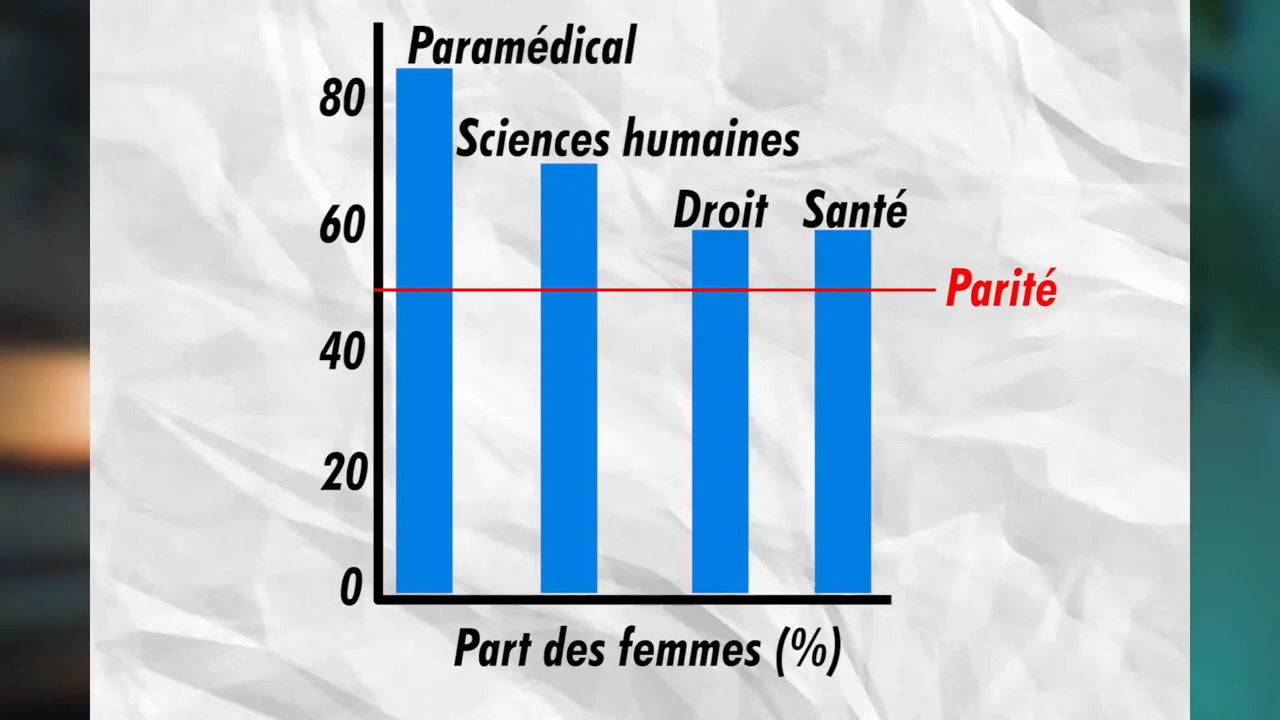 Paramédical
80
Sciences humaines
Droit Santé
60
Parité
40
20
0
Part des femmes (%)